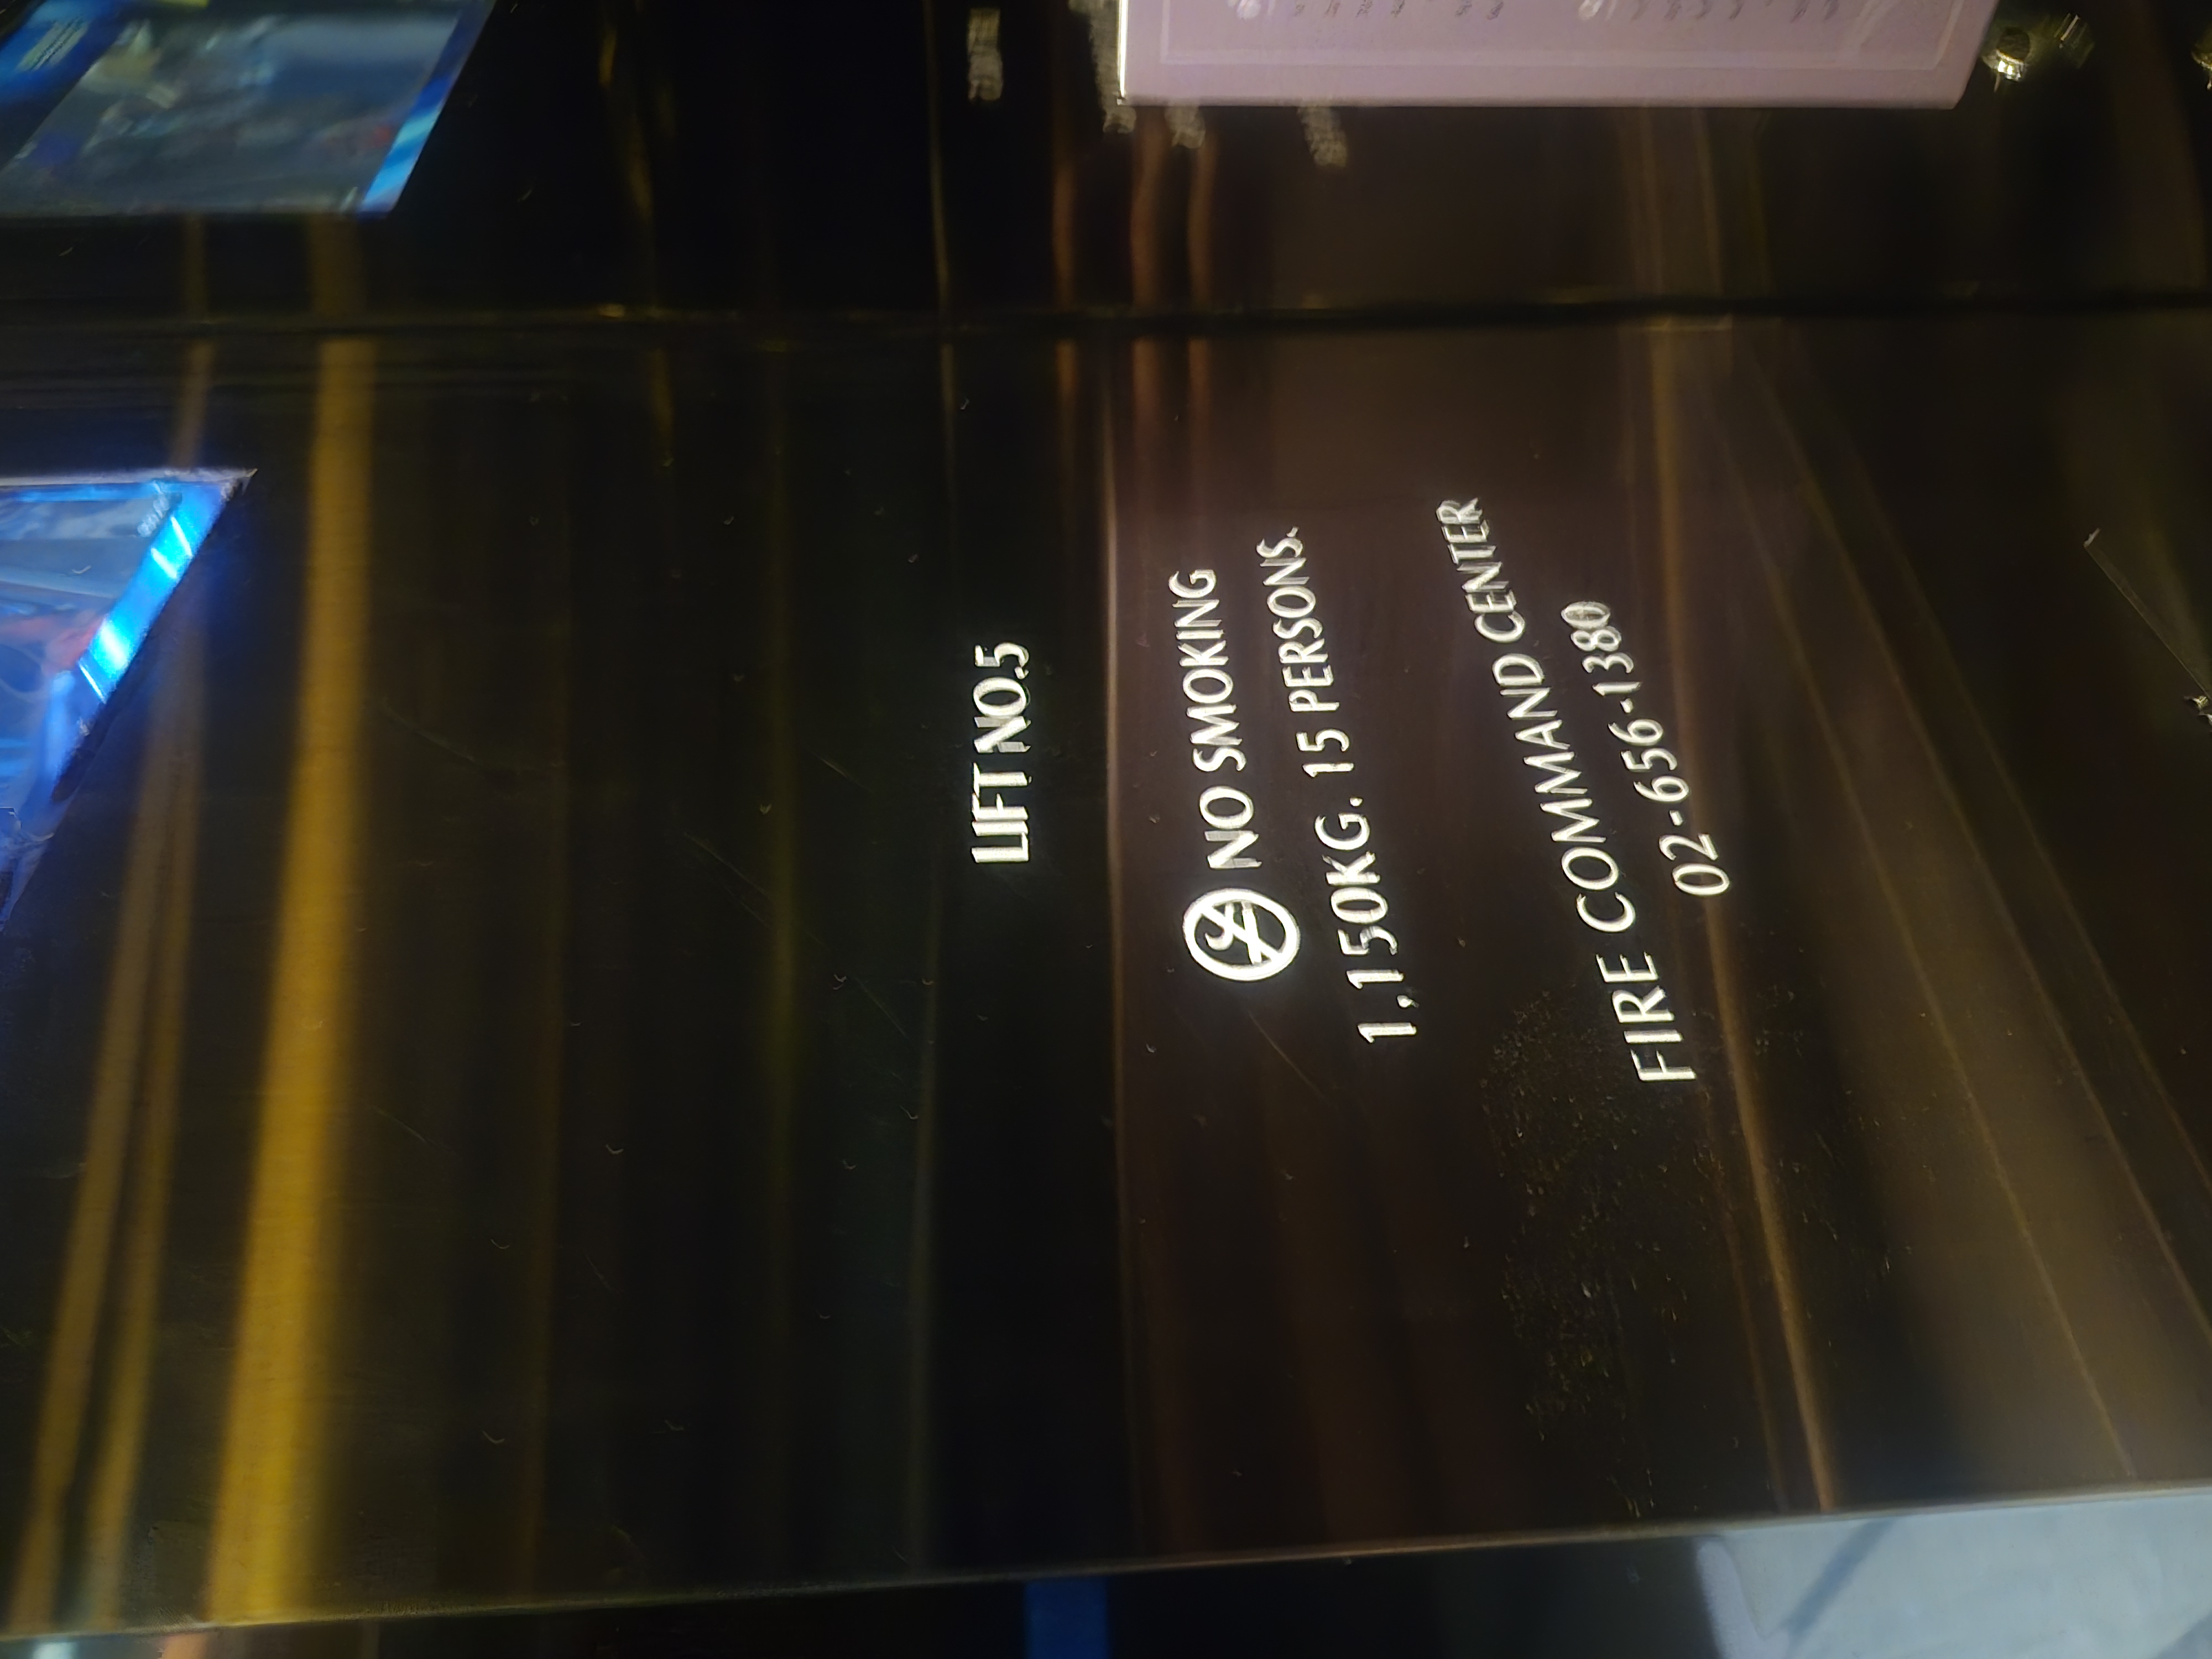 LIFT NO.5
NO SMOKING
1,150KG. 15 PERSONS.
FIRE COMMAND CENTER
02-656-1380